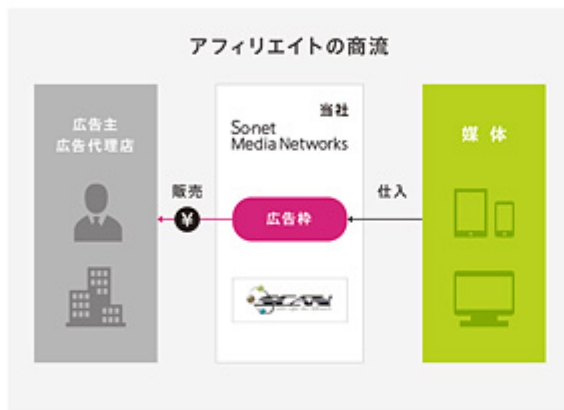 アフィリエイトの商流
広告主
広告代理店
販売
¥
当社
So-net
Media Networks
広告枠
仕入
媒体